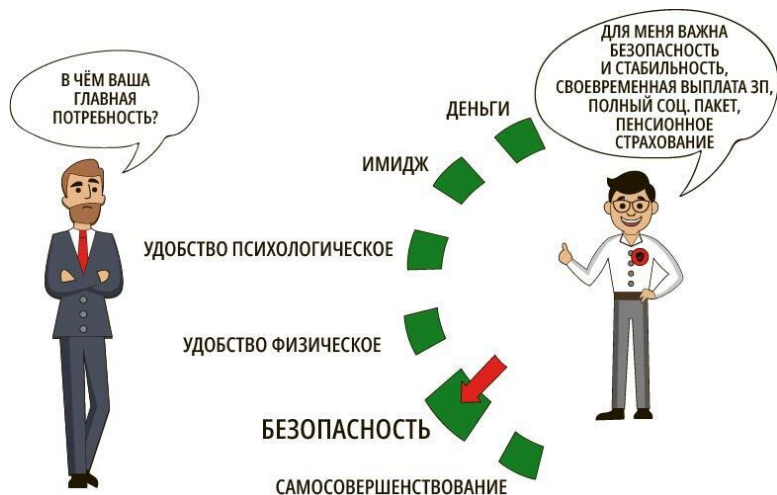 В ЧЁМ ВАША
ГЛАВНАЯ
ПОТРЕБНОСТЬ?
ДЛЯ МЕНЯ ВАЖНА
БЕЗОПАСНОСТЬ
И СТАБИЛЬНОСТЬ,
СВОЕВРЕМЕННАЯ ВЫПЛАТА ЗП,
ПОЛНЫЙ СОЦ. ПАКЕТ,
ПЕНСИОННОЕ
СТРАХОВАНИЕ
ДЕНЬГИ
ИМИДЖ
УДОБСТВО ПСИХОЛОГИЧЕСКОЕ
УДОБСТВО ФИЗИЧЕСКОЕ
БЕЗОПАСНОСТЬ
САМОСОВЕРШЕНСТВОВАНИЕ